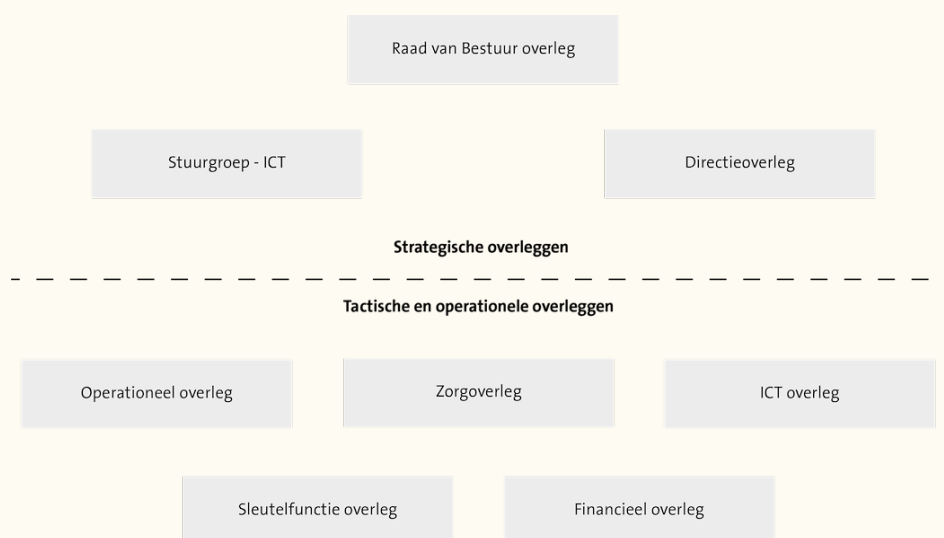 Raad van Bestuur overleg
Stuurgroep - ICT
Directieoverleg
Strategische overleggen
Tactische en operationele overleggen
Operationeel overleg
Zorgoverleg
ICT overleg
Sleutelfunctie overleg
Financieel overleg